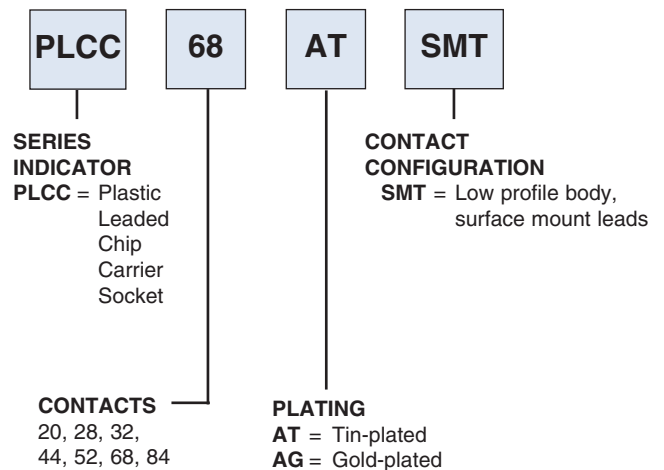 PLCC 68 AT SMT
SERIES
INDICATOR
PLCC = Plastic
Leaded
Chip
Carrier
Socket
CONTACT
CONFIGURATION
SMT = Low profile body,
surface mount leads
CONTACTS
20, 28, 32,
44, 52, 68, 84
PLATING
AT = Tin-plated
AG = Gold-plated